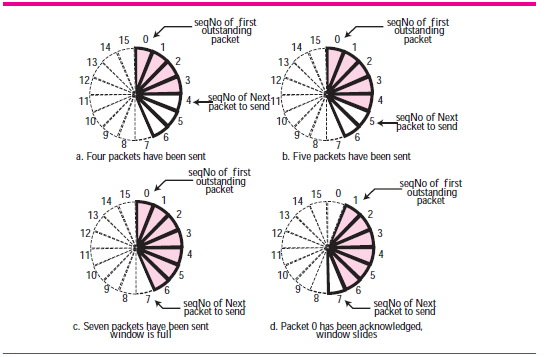 seqNo of first
outstanding
packet
0
1
2
3
4
5
6
7
8
9
10
11
12
13
14
15
seqNo of Next
packet to send
a. Four packets have been sent
seqNo of first
outstanding
packet
0
1
2
3
4
5
6
7
8
9
10
11
12
13
14
15
seqNo of Next
packet to send
b. Five packets have been sent
seqNo of first
outstanding
packet
0
1
2
3
4
5
6
7
8
9
10
11
12
13
14
15
seqNo of Next
packet to send
c. Seven packets have been sent
window is full
seqNo of first
outstanding
packet
0
1
2
3
4
5
6
7
8
9
10
11
12
13
14
15
seqNo of Next
packet to send
d. Packet 0 has been acknowledged,
window slides